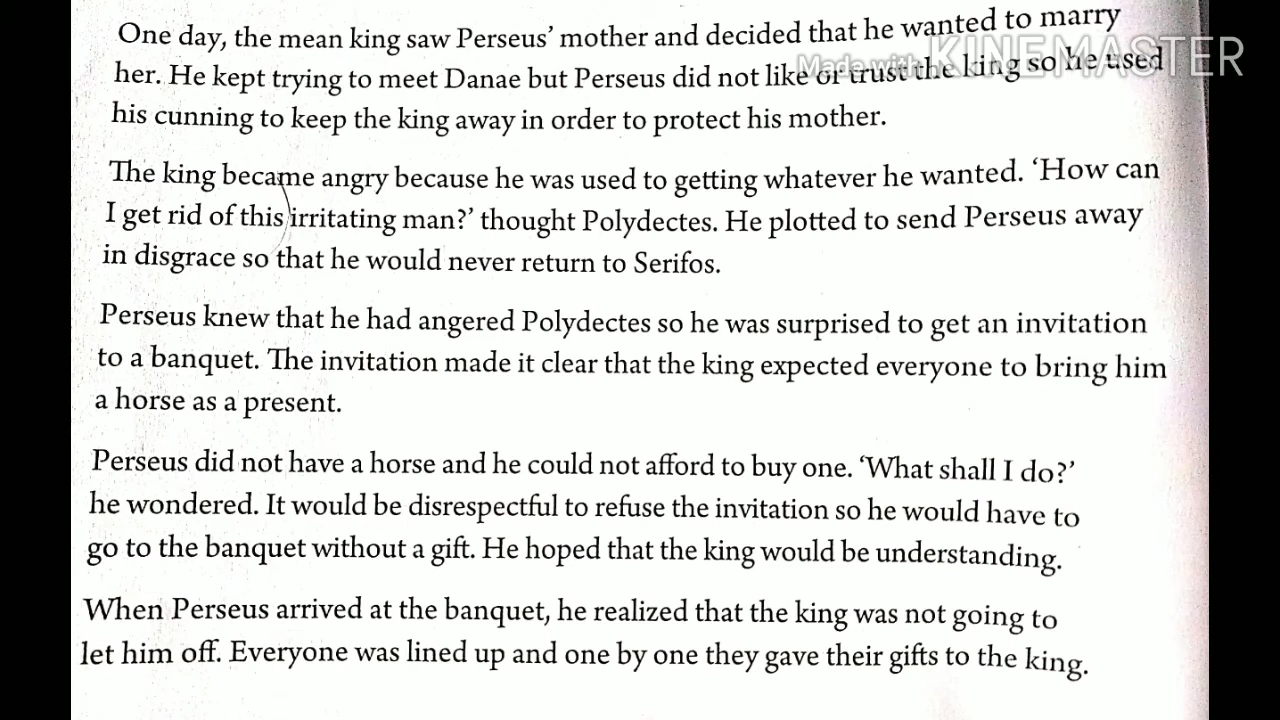 One day, the mean king saw Perseus' mother and decided that he wanted to marry
Made with KINEMASTER
her. He kept trying to meet Danae but Perseus did not like or trust the king so he used
his cunning to keep the king away in order to protect his mother.
The king became angry because he was used to getting whatever he wanted. 'How can
I get rid of this irritating man?' thought Polydectes. He plotted to send Perseus away
in disgrace so that he would never return to Serifos.
Perseus knew that he had angered Polydectes so he was surprised to get an invitation
to a banquet. The invitation made it clear that the king expected everyone to bring him
a horse as a present.
Perseus did not have a horse and he could not afford to buy one. 'What shall I do?'
he wondered. It would be disrespectful to refuse the invitation so he would have to
go to the banquet without a gift. He hoped that the king would be understanding.
When Perseus arrived at the banquet, he realized that the king was not going to
let him off. Everyone was lined up and one by one they gave their gifts to the king.